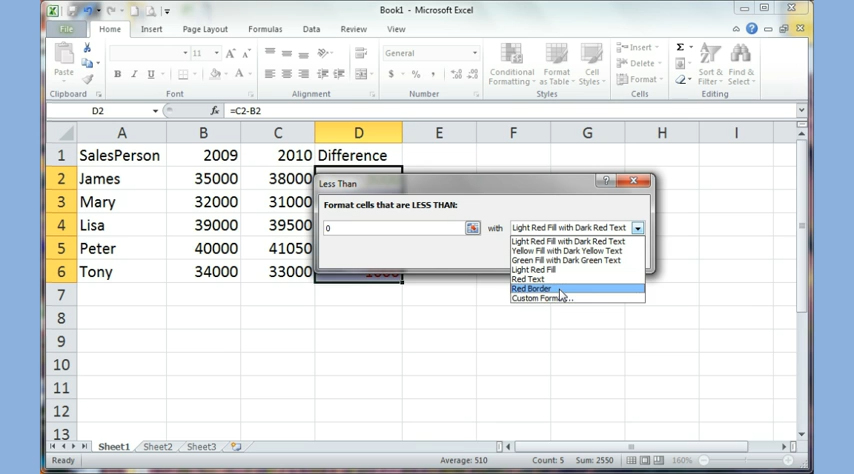 Book1 - Microsoft Excel
File Home Insert Page Layout Formulas Data Review View
11 General Insert
Paste Conditional Formatting Format as Table Cell Styles Delete Format Sort & Filter Find & Select
Clipboard Font Alignment Number Styles Cells Editing
D2 fx =C2-B2
A B C D E F G H I
1 SalesPerson 2009 2010 Difference
2 James 35000 38000
3 Mary 32000 31000
4 Lisa 39000 39500
5 Peter 40000 41050
6 Tony 34000 33000
7
8
9
10
11
12
13
Less Than
Format cells that are LESS THAN:
0 with Light Red Fill with Dark Red Text
Light Red Fill with Dark Red Text
Yellow Fill with Dark Yellow Text
Green Fill with Dark Green Text
Light Red Fill
Red Text
Red Border
Custom Format...
Sheet1 Sheet2 Sheet3
Ready Average: 510 Count: 5 Sum: 2550 160%